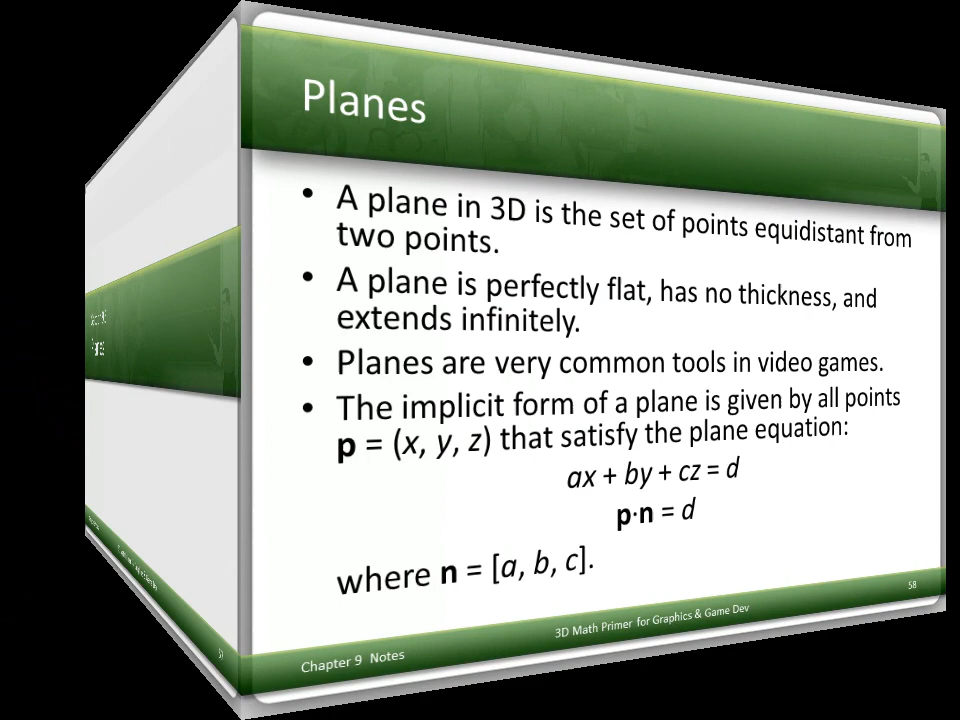 Planes
• A plane in 3D is the set of points equidistant from
two points.
• A plane is perfectly flat, has no thickness, and
extends infinitely.
• Planes are very common tools in video games.
• The implicit form of a plane is given by all points
p = (x, y, z) that satisfy the plane equation:
ax + by + cz = d
p·n = d
where n = [a, b, c].
Chapter 9 Notes
3D Math Primer for Graphics & Game Dev
58